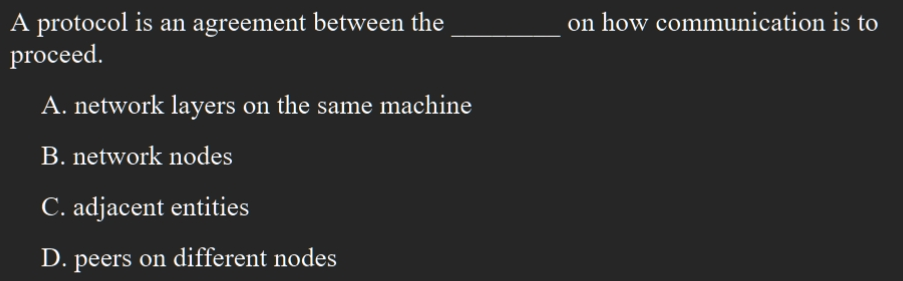 A protocol is an agreement between the ________ on how communication is to
proceed.
A. network layers on the same machine
B. network nodes
C. adjacent entities
D. peers on different nodes